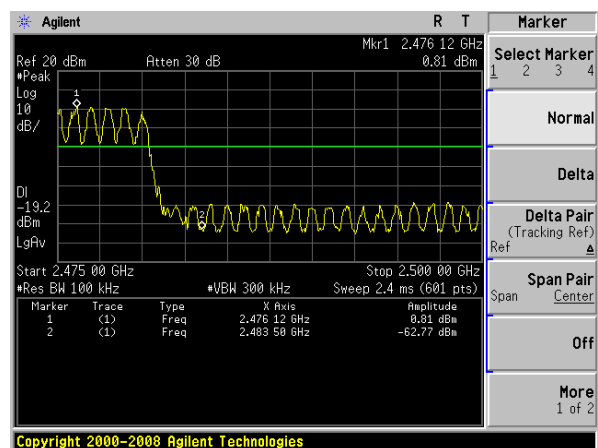 Agilent R T Marker
Mkr1 2.476 12 GHz
Ref 20 dBm Atten 30 dB 0.81 dBm
#Peak
Log
10
dB/
1
2
DI
-19.2
dBm
LgAv
Start 2.475 00 GHz Stop 2.500 00 GHz
#Res BW 100 kHz #VBW 300 kHz Sweep 2.4 ms (601 pts)
Marker Trace Type X Axis Amplitude
1 (1) Freq 2.476 12 GHz 0.81 dBm
2 (1) Freq 2.483 50 GHz -62.77 dBm
Select Marker
1 2 3 4
Normal
Delta
Delta Pair
(Tracking Ref)
Ref Δ
Span Pair
Span Center
Off
More
1 of 2
Copyright 2000-2008 Agilent Technologies